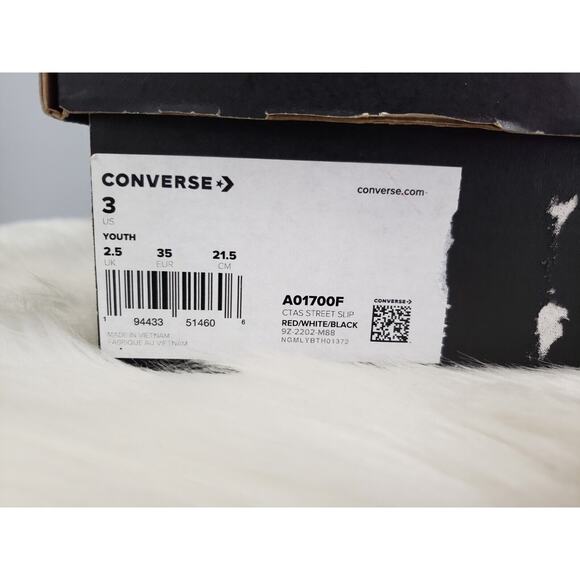 CONVERSE
converse.com
3
US
YOUTH
2.5 35 21.5
UK EUR CM
1 94433 51460 6
MADE IN VIETNAM
FABRIQUÉ AU VIETNAM
A01700F
CTAS STREET SLIP
RED/WHITE/BLACK
9Z-2202-M88
NGMLYBTH01372
CONVERSE